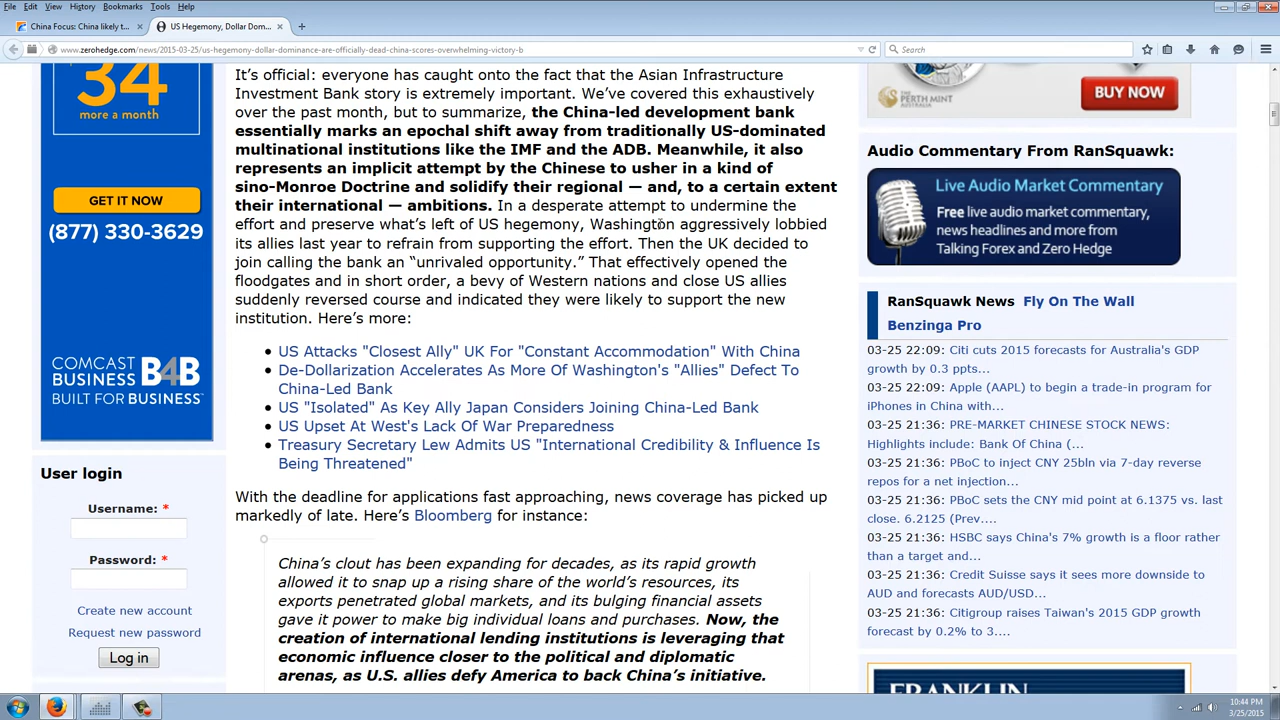 File Edit View History Bookmarks Tools Help
China Focus: China likely t... × US Hegemony, Dollar Dom... × +
www.zerohedge.com/news/2015-03-25/us-hegemony-dollar-dominance-are-officially-dead-china-scores-overwhelming-victory-b
Search
34
more a month
GET IT NOW
(877) 330-3629
COMCAST
BUSINESS B4B
BUILT FOR BUSINESS
User login
Username: *
Password: *
Create new account
Request new password
Log in
It's official: everyone has caught onto the fact that the Asian Infrastructure
Investment Bank story is extremely important. We've covered this exhaustively
over the past month, but to summarize, the China-led development bank
essentially marks an epochal shift away from traditionally US-dominated
multinational institutions like the IMF and the ADB. Meanwhile, it also
represents an implicit attempt by the Chinese to usher in a kind of
sino-Monroe Doctrine and solidify their regional — and, to a certain extent
their international — ambitions. In a desperate attempt to undermine the
effort and preserve what's left of US hegemony, Washington aggressively lobbied
its allies last year to refrain from supporting the effort. Then the UK decided to
join calling the bank an “unrivaled opportunity.” That effectively opened the
floodgates and in short order, a bevy of Western nations and close US allies
suddenly reversed course and indicated they were likely to support the new
institution. Here's more:
US Attacks "Closest Ally" UK For "Constant Accommodation" With China
De-Dollarization Accelerates As More Of Washington's "Allies" Defect To
China-Led Bank
US "Isolated" As Key Ally Japan Considers Joining China-Led Bank
US Upset At West's Lack Of War Preparedness
Treasury Secretary Lew Admits US "International Credibility & Influence Is
Being Threatened"
With the deadline for applications fast approaching, news coverage has picked up
markedly of late. Here's Bloomberg for instance:
China's clout has been expanding for decades, as its rapid growth
allowed it to snap up a rising share of the world's resources, its
exports penetrated global markets, and its bulging financial assets
gave it power to make big individual loans and purchases. Now, the
creation of international lending institutions is leveraging that
economic influence closer to the political and diplomatic
arenas, as U.S. allies defy America to back China's initiative.
THE
PERTH MINT
AUSTRALIA
BUY NOW
Audio Commentary From RanSquawk:
Live Audio Market Commentary
Free live audio market commentary,
news headlines and more from
Talking Forex and Zero Hedge
RanSquawk News Fly On The Wall
Benzinga Pro
03-25 22:09: Citi cuts 2015 forecasts for Australia's GDP
growth by 0.3 ppts...
03-25 22:09: Apple (AAPL) to begin a trade-in program for
iPhones in China with...
03-25 21:36: PRE-MARKET CHINESE STOCK NEWS:
Highlights include: Bank Of China (...
03-25 21:36: PBoC to inject CNY 25bln via 7-day reverse
repos for a net injection...
03-25 21:36: PBoC sets the CNY mid point at 6.1375 vs. last
close. 6.2125 (Prev....
03-25 21:36: HSBC says China's 7% growth is a floor rather
than a target and...
03-25 21:36: Credit Suisse says it sees more downside to
AUD and forecasts AUD/USD...
03-25 21:36: Citigroup raises Taiwan's 2015 GDP growth
forecast by 0.2% to 3....
FRANKLIN
10:44 PM
3/25/2015